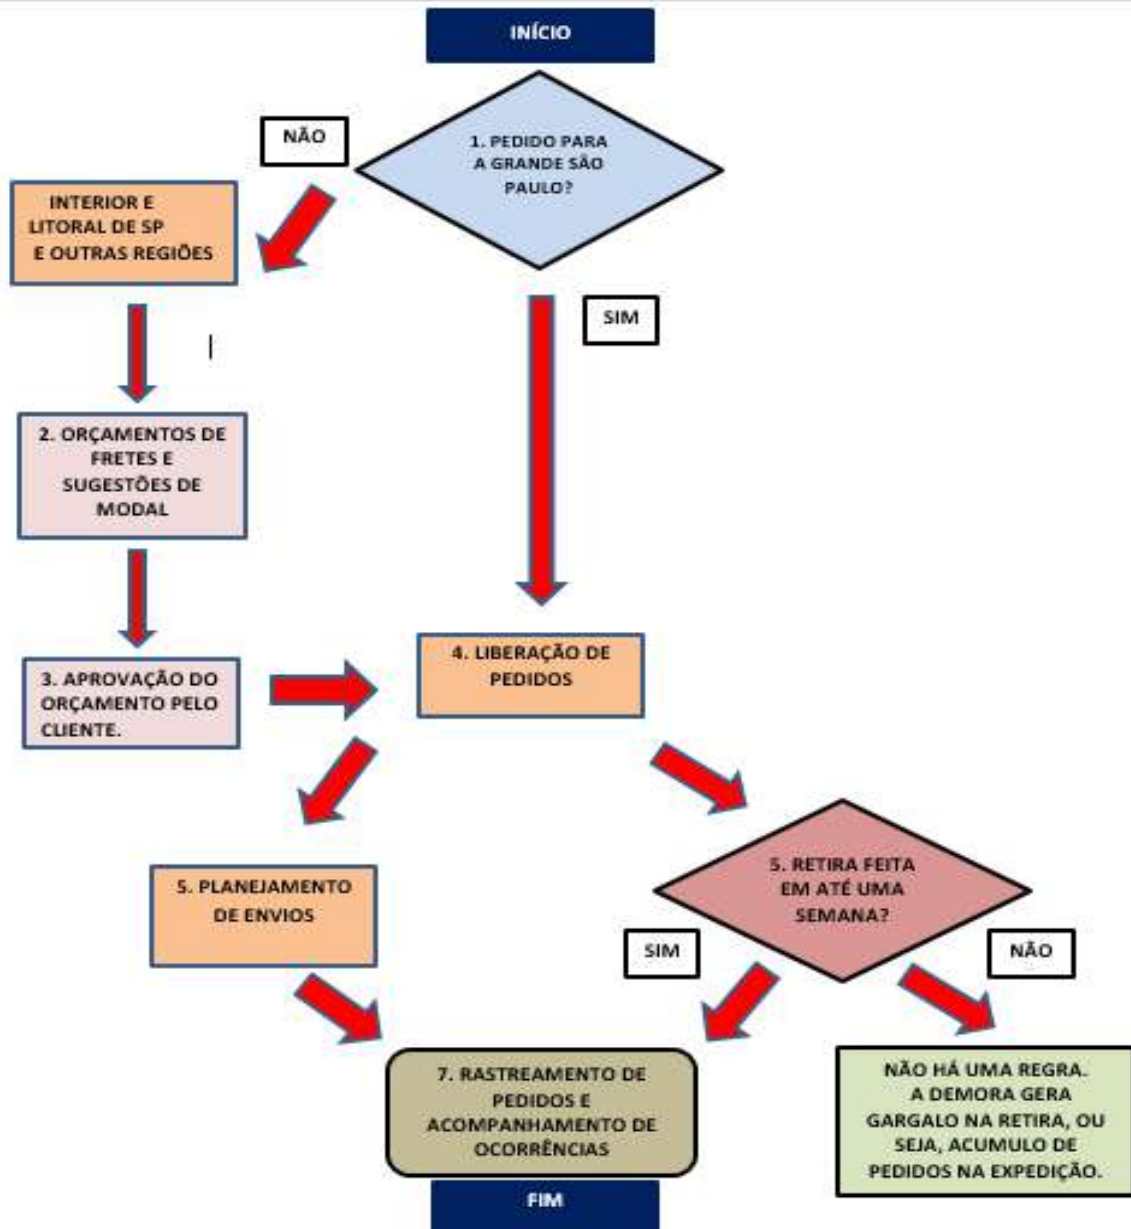 INÍCIO
1. PEDIDO PARA
A GRANDE SÃO
PAULO?
NÃO
INTERIOR E
LITORAL DE SP
E OUTRAS REGIÕES
SIM
2. ORÇAMENTOS DE
FRETES E
SUGESTÕES DE
MODAL
3. APROVAÇÃO DO
ORÇAMENTO PELO
CLIENTE.
4. LIBERAÇÃO DE
PEDIDOS
5. PLANEJAMENTO
DE ENVIOS
5. RETIRA FEITA
EM ATÉ UMA
SEMANA?
SIM
NÃO
7. RASTREAMENTO DE
PEDIDOS E
ACOMPANHAMENTO DE
OCORRÊNCIAS
NÃO HÁ UMA REGRA.
A DEMORA GERA
GARGALO NA RETIRA, OU
SEJA, ACUMULO DE
PEDIDOS NA EXPEDIÇÃO.
FIM